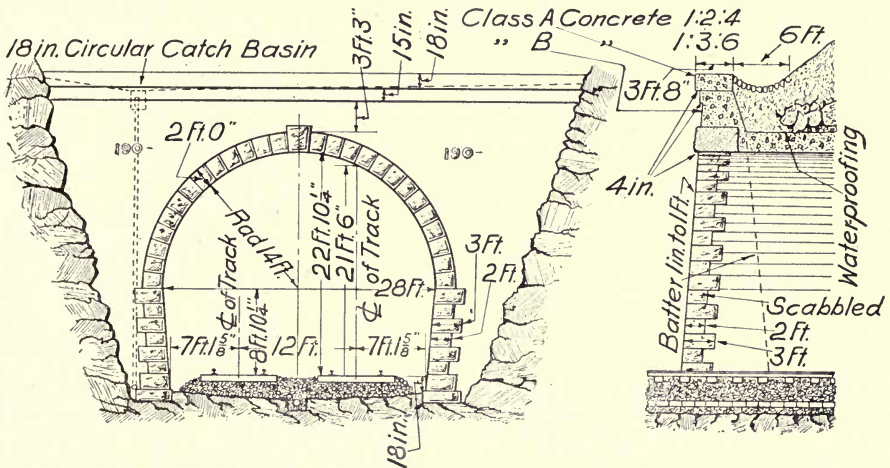 18 in. Circular Catch Basin
3Ft.3"
15 in.
18 in.
2 Ft.0"
190-
190-
Rad 14 Ft.
22 Ft. 10¼"
21 Ft. 6"
℄ of Track
℄ of Track
28 Ft.
3 Ft.
2 Ft.
7 Ft. 1⅝"
8 Ft. 10¼"
12 Ft.
7 Ft. 1⅝"
18 in.
Class A Concrete 1:2:4
" B " 1:3:6
6 Ft.
3 Ft. 8"
4 in.
Waterproofing
Batter 1 in. to 1 Ft.
Scabbled
2 Ft.
3 Ft.